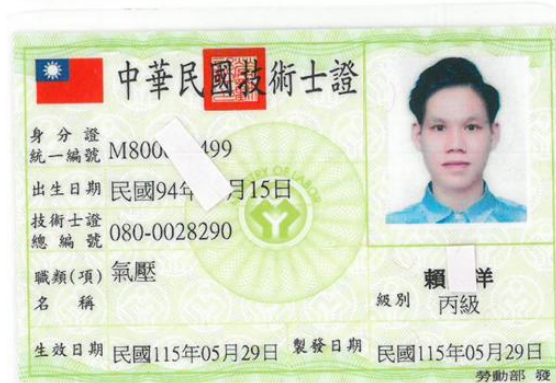 中華民國技術士證
身分證
統一編號 M800 499
出生日期 民國94年 月15日
技術士證
總編號 080-0028290
職類(項) 氣壓
名稱
賴 洋
級別 丙級
生效日期 民國115年05月29日 製發日期 民國115年05月29日
勞動部 發